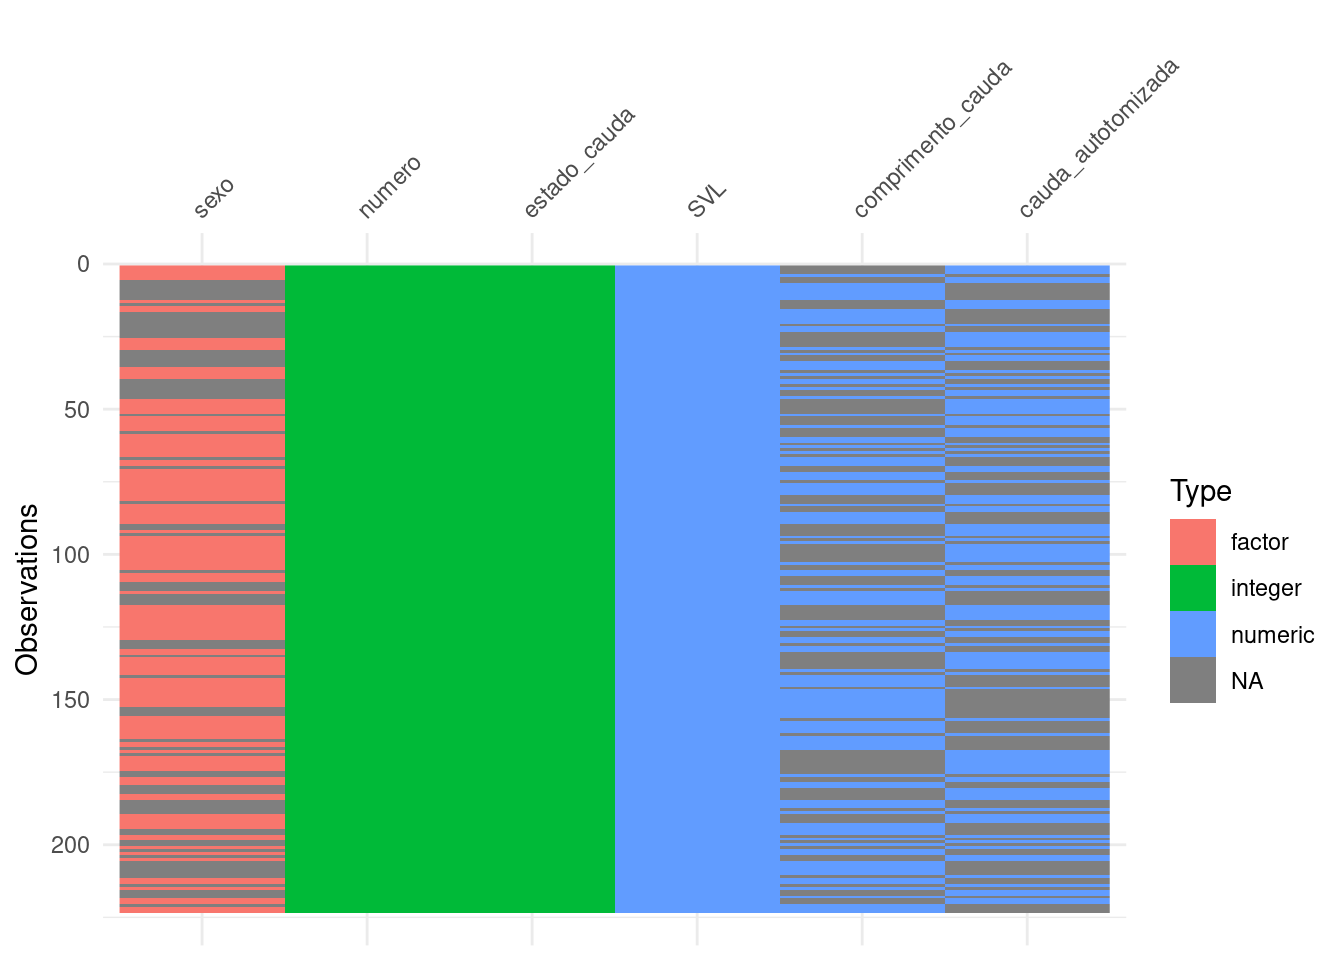 sexo
numero
estado_cauda
SVL
comprimento_cauda
cauda_autotomizada
0
50
100
150
200
Observations
Type
factor
integer
numeric
NA